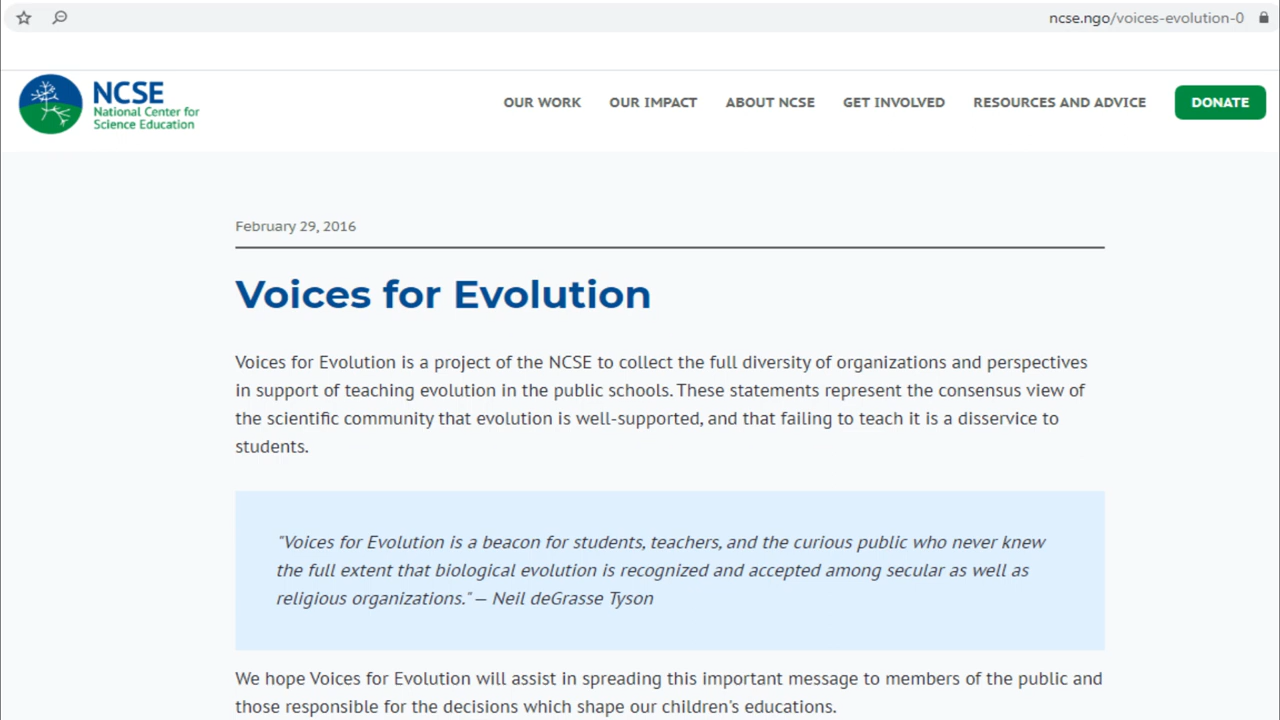 ncse.ngo/voices-evolution-0
NCSE
National Center for
Science Education
OUR WORK OUR IMPACT ABOUT NCSE GET INVOLVED RESOURCES AND ADVICE DONATE
February 29, 2016
Voices for Evolution
Voices for Evolution is a project of the NCSE to collect the full diversity of organizations and perspectives
in support of teaching evolution in the public schools. These statements represent the consensus view of
the scientific community that evolution is well-supported, and that failing to teach it is a disservice to
students.
"Voices for Evolution is a beacon for students, teachers, and the curious public who never knew
the full extent that biological evolution is recognized and accepted among secular as well as
religious organizations." — Neil deGrasse Tyson
We hope Voices for Evolution will assist in spreading this important message to members of the public and
those responsible for the decisions which shape our children's educations.